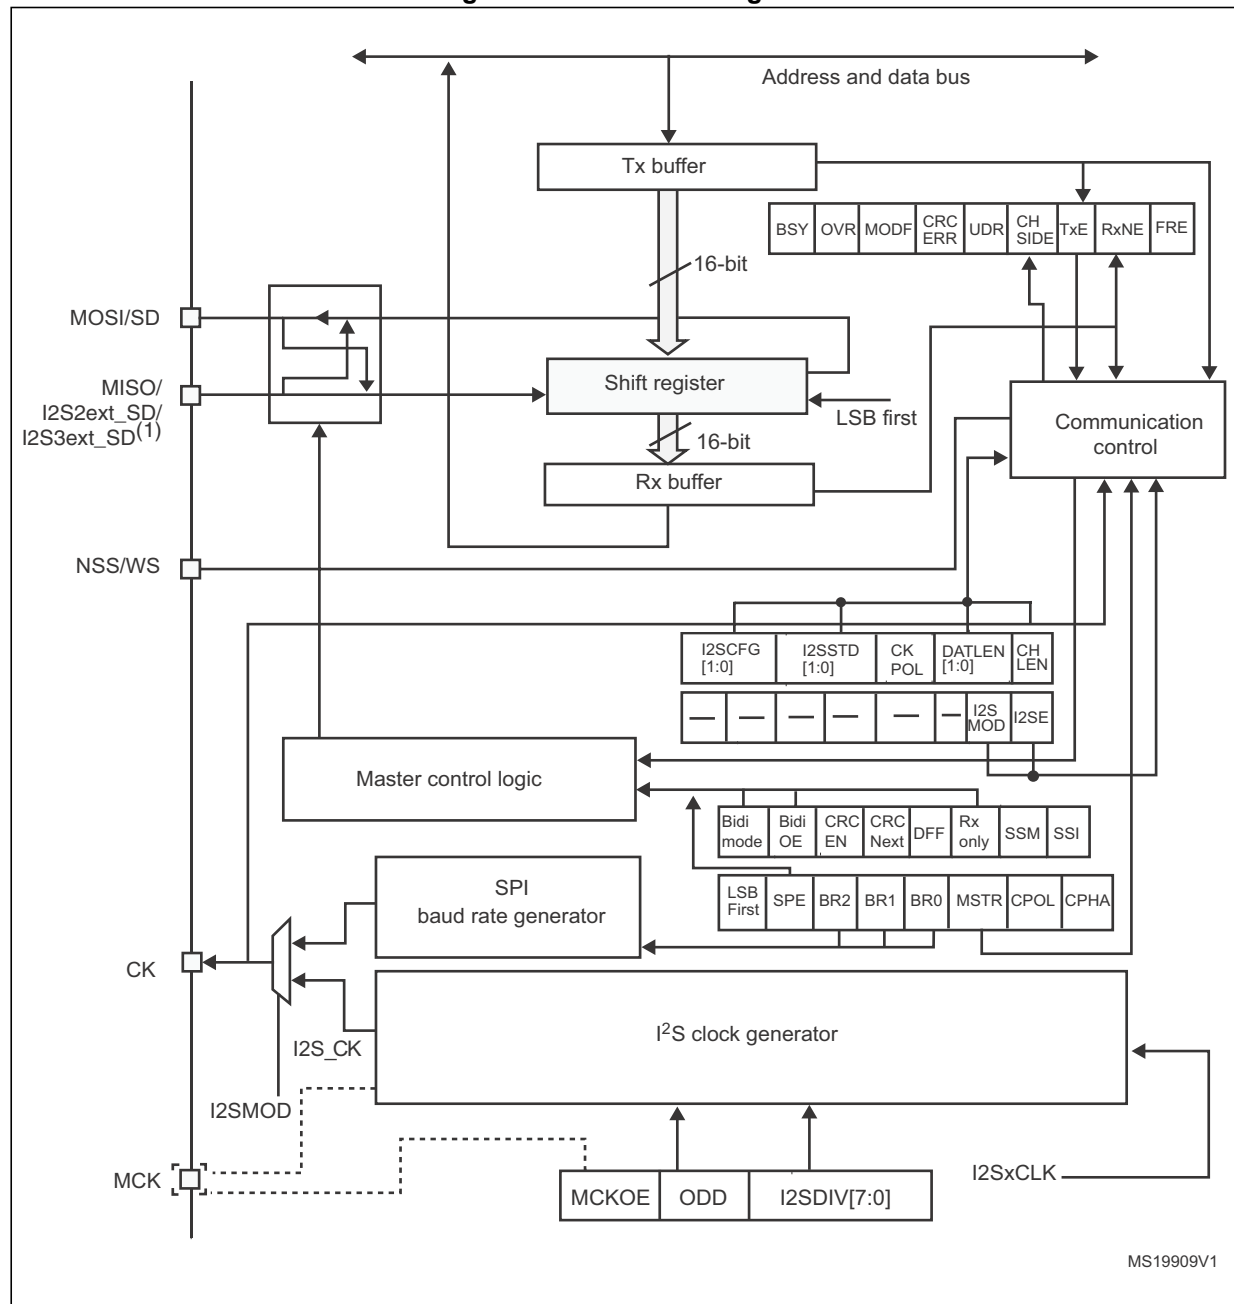 Address and data bus
Tx buffer
BSY OVR MODF CRC ERR UDR CH SIDE TxE RxNE FRE
16-bit
MOSI/SD
Shift register
MISO/
I2S2ext_SD/
I2S3ext_SD(1)
LSB first
Communication
control
16-bit
Rx buffer
NSS/WS
I2SCFG [1:0] I2SSTD [1:0] CK POL DATLEN [1:0] CH LEN
— — — — — — I2S MOD I2SE
Master control logic
Bidi mode Bidi OE CRC EN CRC Next DFF Rx only SSM SSI
SPI
baud rate generator
LSB First SPE BR2 BR1 BR0 MSTR CPOL CPHA
CK
I2S clock generator
I2S_CK
I2SMOD
MCK
MCKOE ODD I2SDIV[7:0]
I2SxCLK
MS19909V1